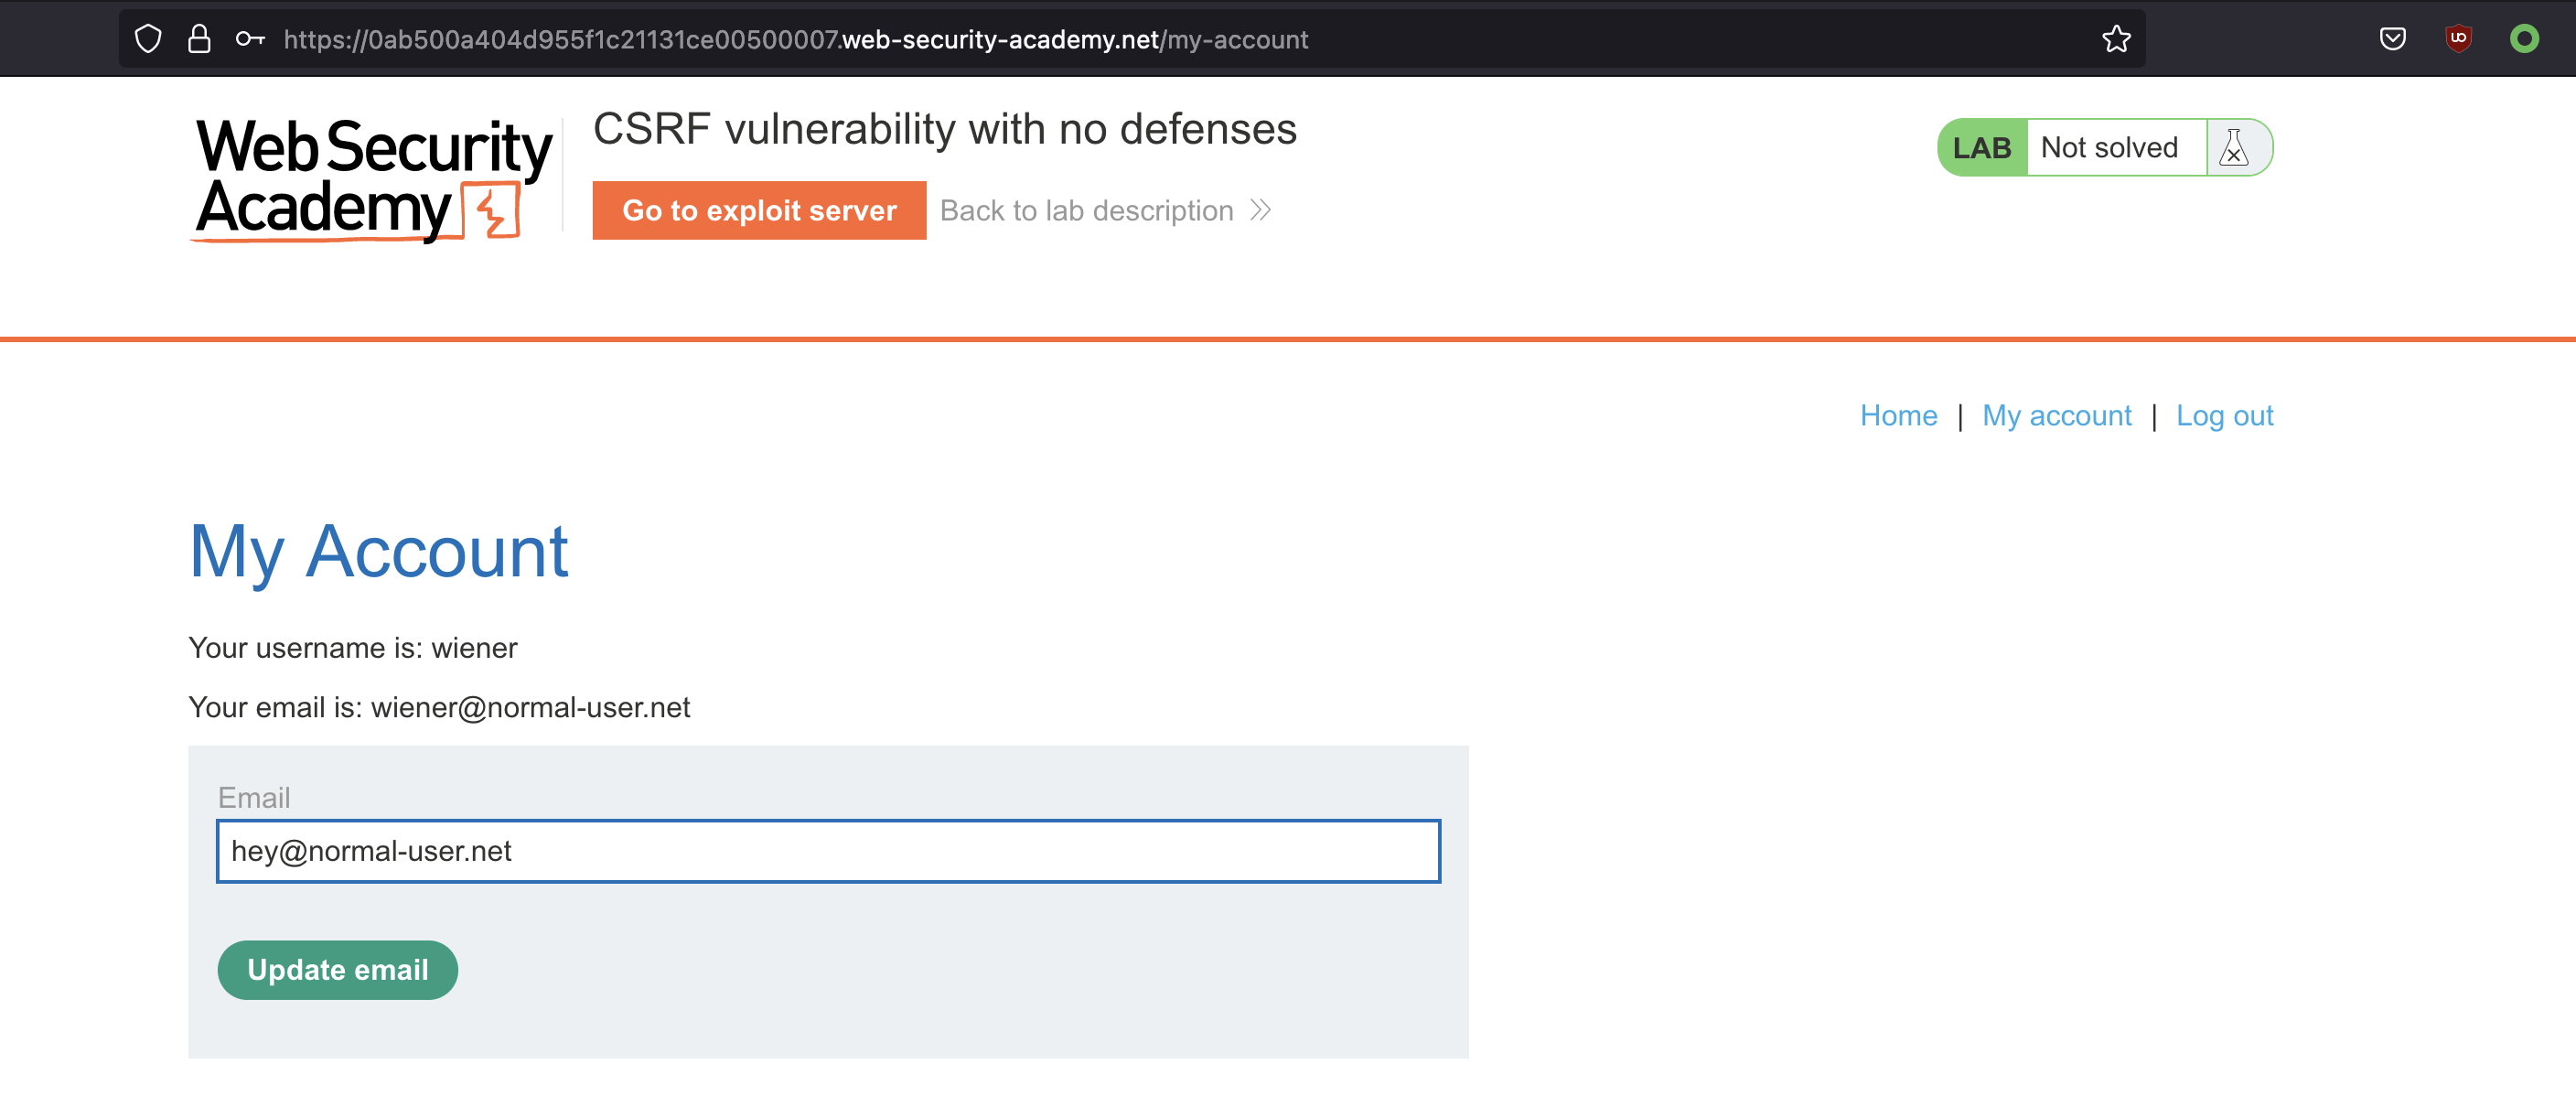 https://0ab500a404d955f1c21131ce00500007.web-security-academy.net/my-account
Web Security
Academy
CSRF vulnerability with no defenses
Go to exploit server
Back to lab description
LAB
Not solved
Home | My account | Log out
My Account
Your username is: wiener
Your email is: wiener@normal-user.net
Email
hey@normal-user.net
Update email